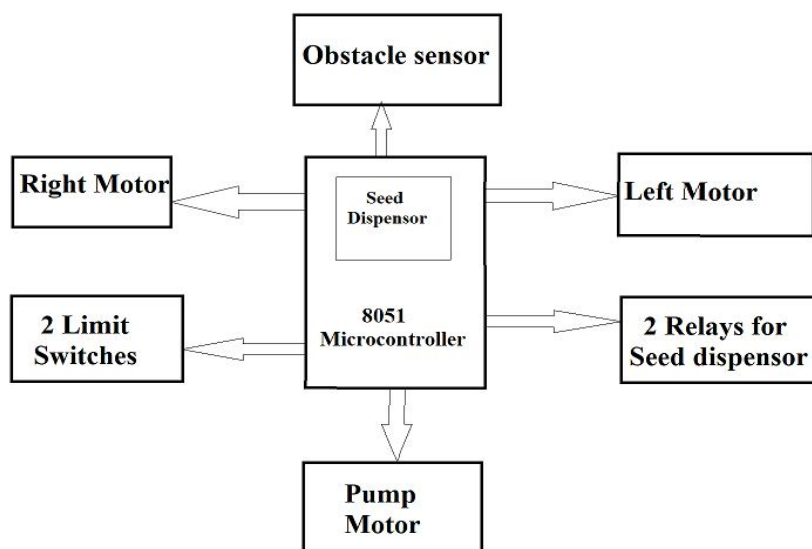 Obstacle sensor
Right Motor
Seed
Dispensor
Left Motor
2 Limit
Switches
8051
Microcontroller
2 Relays for
Seed dispensor
Pump
Motor